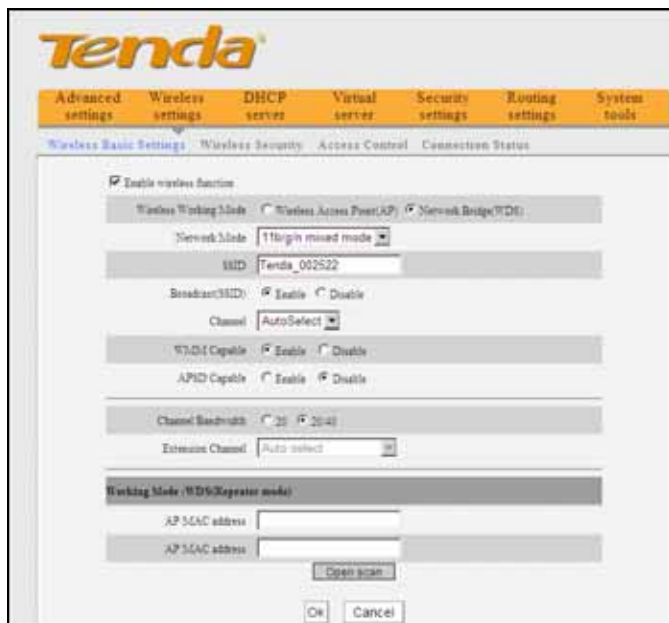 Tenda
Advanced settings Wireless settings DHCP server Virtual server Security settings Routing settings System tools
Wireless Basic Settings Wireless Security Access Control Connection Status
Enable wireless function
Wireless Working Mode Wireless Access Point(AP) Network Bridge(WDS)
Network Mode 11b/g/n mixed mode
SSID Tenda_002522
Broadcast(SSID) Enable Disable
Channel AutoSelect
WMM Capable Enable Disable
APSD Capable Enable Disable
Channel Bandwidth 20 20/40
Extension Channel Auto select
Working Mode :WDS(Repeater mode)
AP MAC address
AP MAC address
Open scan
Ok Cancel